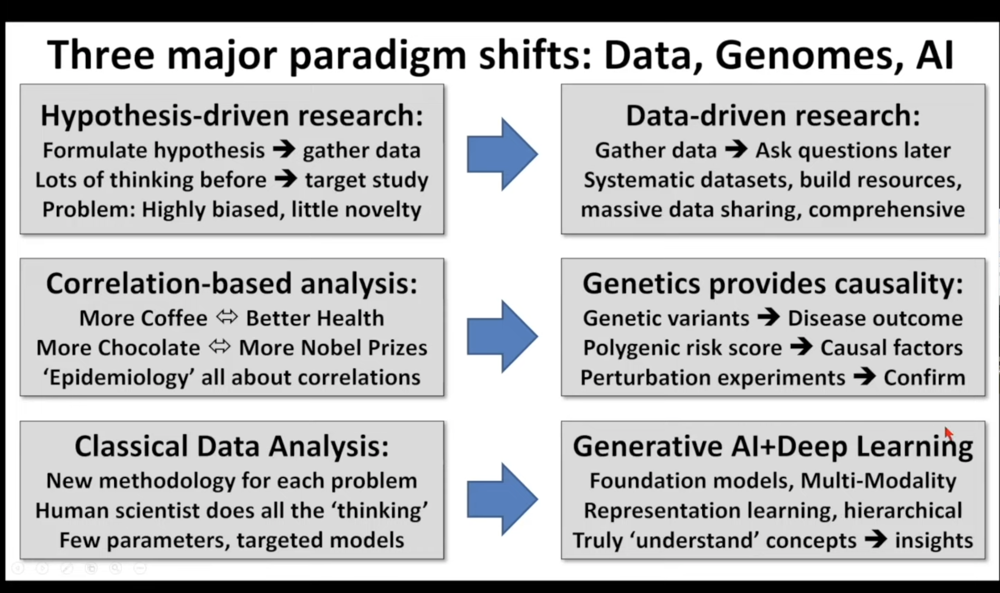 Three major paradigm shifts: Data, Genomes, AI
Hypothesis-driven research:
Formulate hypothesis ➔ gather data
Lots of thinking before ➔ target study
Problem: Highly biased, little novelty
Data-driven research:
Gather data ➔ Ask questions later
Systematic datasets, build resources,
massive data sharing, comprehensive
Correlation-based analysis:
More Coffee ⬄ Better Health
More Chocolate ⬄ More Nobel Prizes
‘Epidemiology’ all about correlations
Genetics provides causality:
Genetic variants ➔ Disease outcome
Polygenic risk score ➔ Causal factors
Perturbation experiments ➔ Confirm
Classical Data Analysis:
New methodology for each problem
Human scientist does all the ‘thinking’
Few parameters, targeted models
Generative AI+Deep Learning
Foundation models, Multi-Modality
Representation learning, hierarchical
Truly ‘understand’ concepts ➔ insights